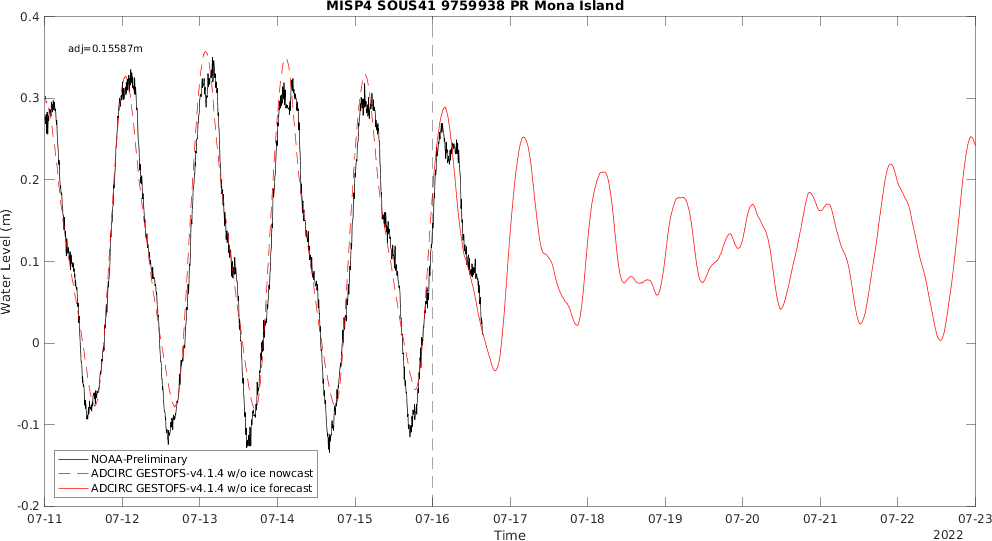 MISP4 SOUS41 9759938 PR Mona Island
0.4
adj=0.15587m
0.3
0.2
Water Level (m)
0.1
0
-0.1
NOAA-Preliminary
ADCIRC GESTOFS-v4.1.4 w/o ice nowcast
ADCIRC GESTOFS-v4.1.4 w/o ice forecast
-0.2
07-11 07-12 07-13 07-14 07-15 07-16 07-17 07-18 07-19 07-20 07-21 07-22 07-23
Time
2022